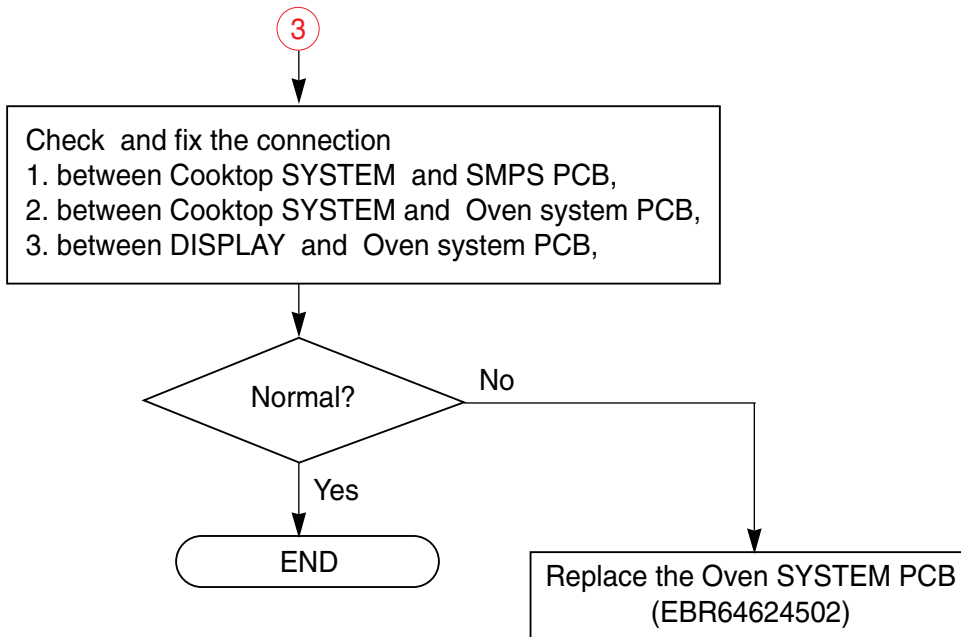 3
Check and fix the connection
1. between Cooktop SYSTEM and SMPS PCB,
2. between Cooktop SYSTEM and Oven system PCB,
3. between DISPLAY and Oven system PCB,
Normal?
No
Yes
END
Replace the Oven SYSTEM PCB
(EBR64624502)